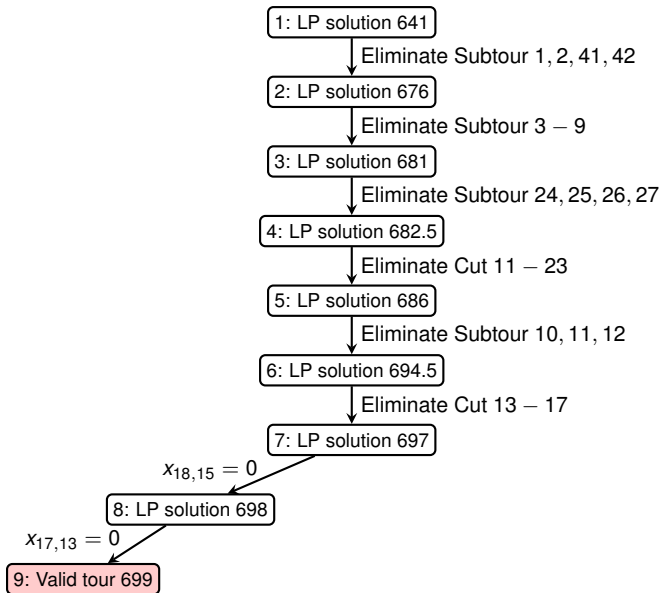 1: LP solution 641
Eliminate Subtour 1, 2, 41, 42
2: LP solution 676
Eliminate Subtour 3 − 9
3: LP solution 681
Eliminate Subtour 24, 25, 26, 27
4: LP solution 682.5
Eliminate Cut 11 − 23
5: LP solution 686
Eliminate Subtour 10, 11, 12
6: LP solution 694.5
Eliminate Cut 13 − 17
7: LP solution 697
x18,15 = 0
8: LP solution 698
x17,13 = 0
9: Valid tour 699